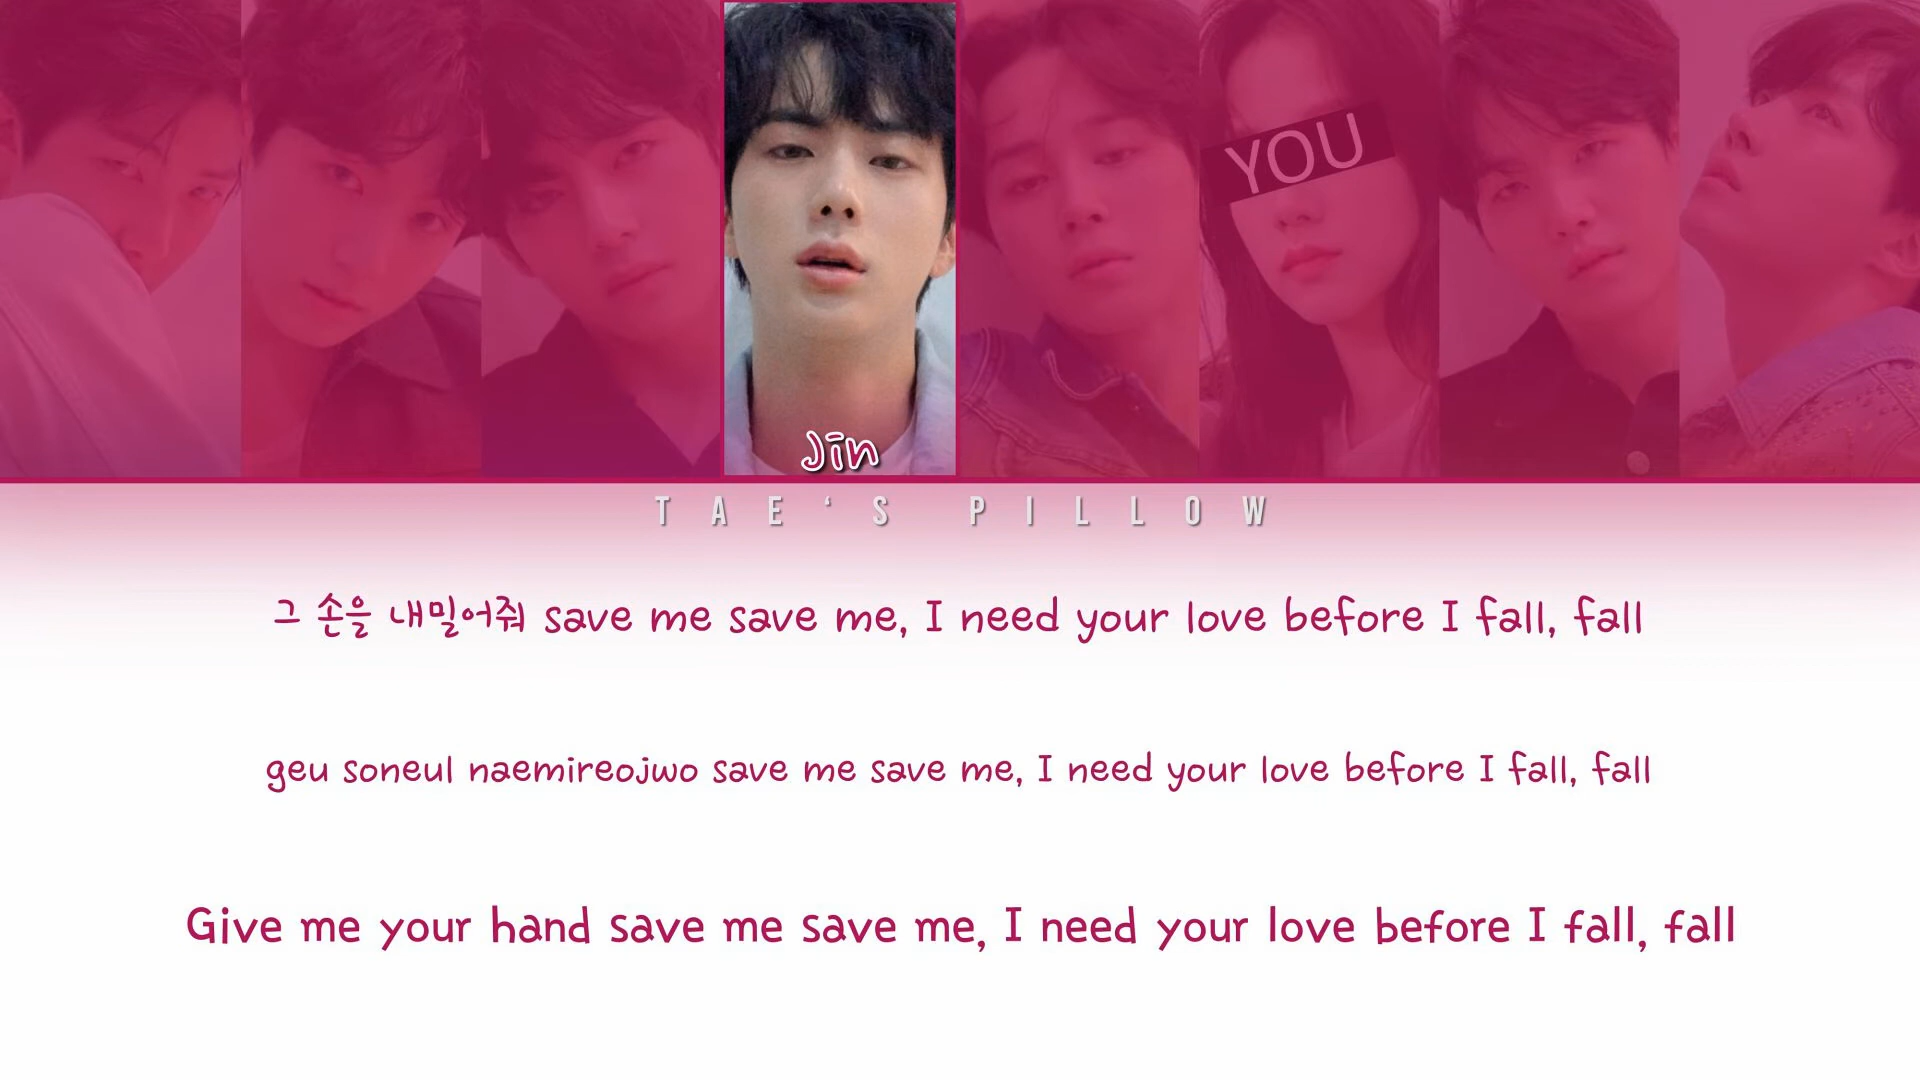 YOU
Jin
TAE'S PILLOW
그 손을 내밀어줘 save me save me, I need your love before I fall, fall
geu soneul naemireojwo save me save me, I need your love before I fall, fall
Give me your hand save me save me, I need your love before I fall, fall